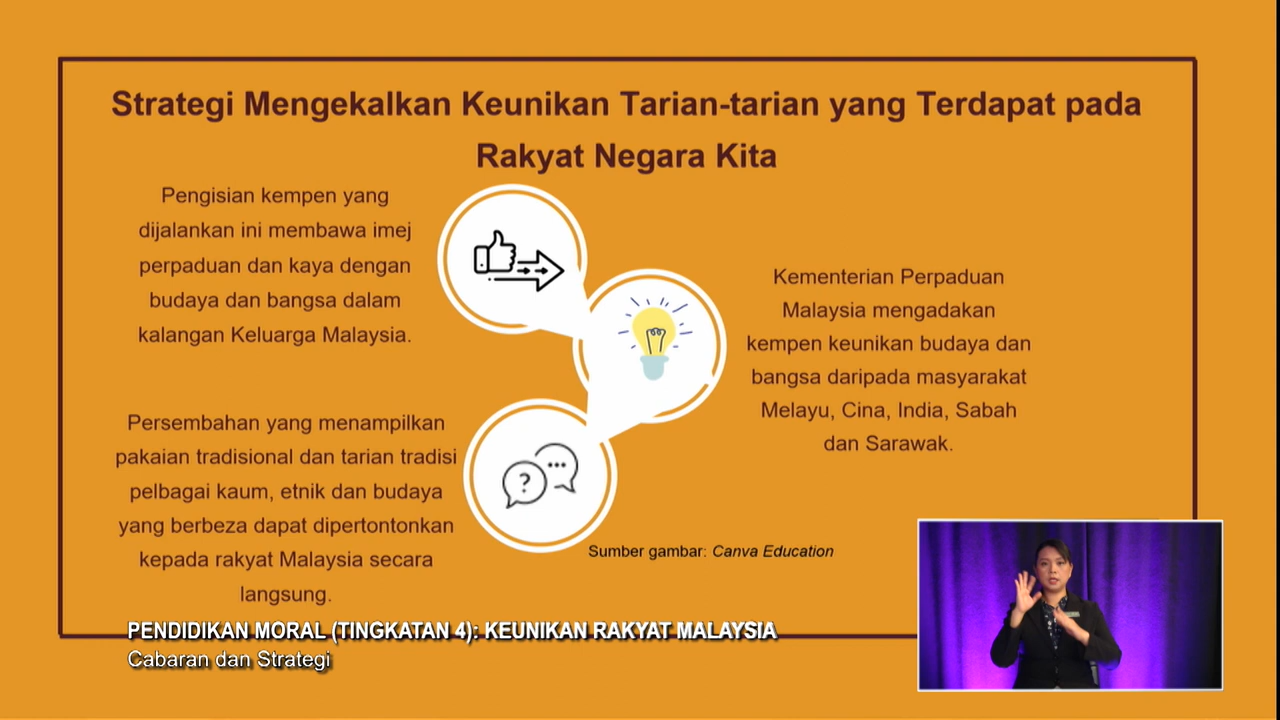 Strategi Mengekalkan Keunikan Tarian-tarian yang Terdapat pada
Rakyat Negara Kita
Pengisian kempen yang
dijalankan ini membawa imej
perpaduan dan kaya dengan
budaya dan bangsa dalam
kalangan Keluarga Malaysia.
Kementerian Perpaduan
Malaysia mengadakan
kempen keunikan budaya dan
bangsa daripada masyarakat
Melayu, Cina, India, Sabah
dan Sarawak.
Persembahan yang menampilkan
pakaian tradisional dan tarian tradisi
pelbagai kaum, etnik dan budaya
yang berbeza dapat dipertontonkan
kepada rakyat Malaysia secara
langsung.
?
Sumber gambar: Canva Education
PENDIDIKAN MORAL (TINGKATAN 4): KEUNIKAN RAKYAT MALAYSIA
Cabaran dan Strategi